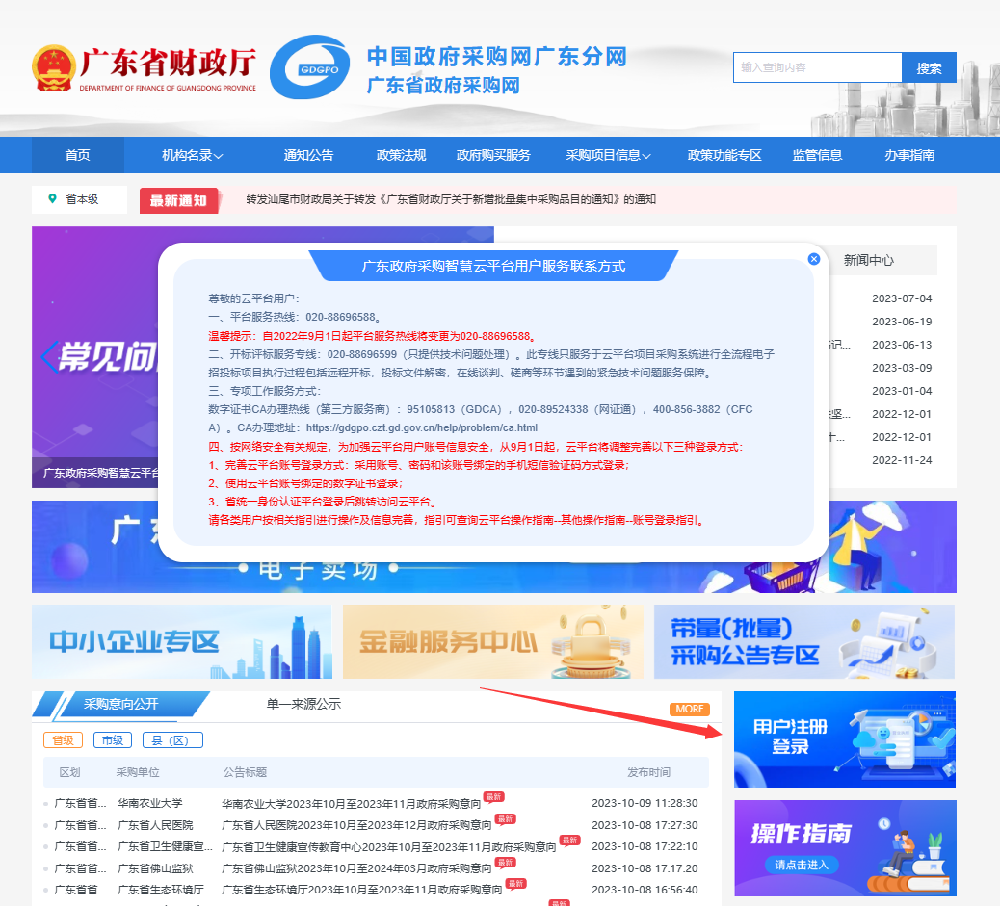 广东省财政厅
DEPARTMENT OF FINANCE OF GUANGDONG PROVINCE
GDGPO
中国政府采购网广东分网
广东省政府采购网
输入查询内容
搜索
首页 机构名录 通知公告 政策法规 政府购买服务 采购项目信息 政策功能专区 监管信息 办事指南
省本级
最新通知
转发汕尾市财政局关于转发《广东省财政厅关于新增批量集中采购品目的通知》的通知
常见问
广东政府采购智慧云平台
新闻中心
2023-07-04
2023-06-19
记... 2023-06-13
2023-03-09
2023-01-04
坚... 2022-12-01
十... 2022-12-01
2022-11-24
广东政府采购智慧云平台用户服务联系方式
尊敬的云平台用户：
一、平台服务热线：020-88696588。
温馨提示：自2022年9月1日起平台服务热线将变更为020-88696588。
二、开标评标服务专线：020-88696599（只提供技术问题处理）。此专线只服务于云平台项目采购系统进行全流程电子
招投标项目执行过程包括远程开标，投标文件解密，在线谈判、磋商等环节遇到的紧急技术问题服务保障。
三、专项工作服务方式：
数字证书CA办理热线（第三方服务商）：95105813（GDCA），020-89524338（网证通），400-856-3882（CFC
A）。CA办理地址：https://gdgpo.czt.gd.gov.cn/help/problem/ca.html
四、按网络安全有关规定，为加强云平台用户账号信息安全，从9月1日起，云平台将调整完善以下三种登录方式：
1、完善云平台账号登录方式：采用账号、密码和该账号绑定的手机短信验证码方式登录；
2、使用云平台账号绑定的数字证书登录；
3、省统一身份认证平台登录后跳转访问云平台。
请各类用户按相关指引进行操作及信息完善，指引可查询云平台操作指南--其他操作指南--账号登录指引。
广
电子卖场
中小企业专区
金融服务中心
带量(批量)
采购公告专区
采购意向公开 单一来源公示 MORE
省级 市级 县（区）
区划 采购单位 公告标题 发布时间
广东省省... 华南农业大学 华南农业大学2023年10月至2023年11月政府采购意向 最新 2023-10-09 11:28:30
广东省省... 广东省人民医院 广东省人民医院2023年10月至2023年12月政府采购意向 最新 2023-10-08 17:27:30
广东省省... 广东省卫生健康宣... 广东省卫生健康宣传教育中心2023年10月至2023年11月政府采购意向 最新 2023-10-08 17:22:10
广东省省... 广东省佛山监狱 广东省佛山监狱2023年10月至2024年03月政府采购意向 最新 2023-10-08 17:17:20
广东省省... 广东省生态环境厅 广东省生态环境厅2023年10月至2023年11月政府采购意向 最新 2023-10-08 16:56:40
最新
用户注册
登录
操作指南
请点击进入